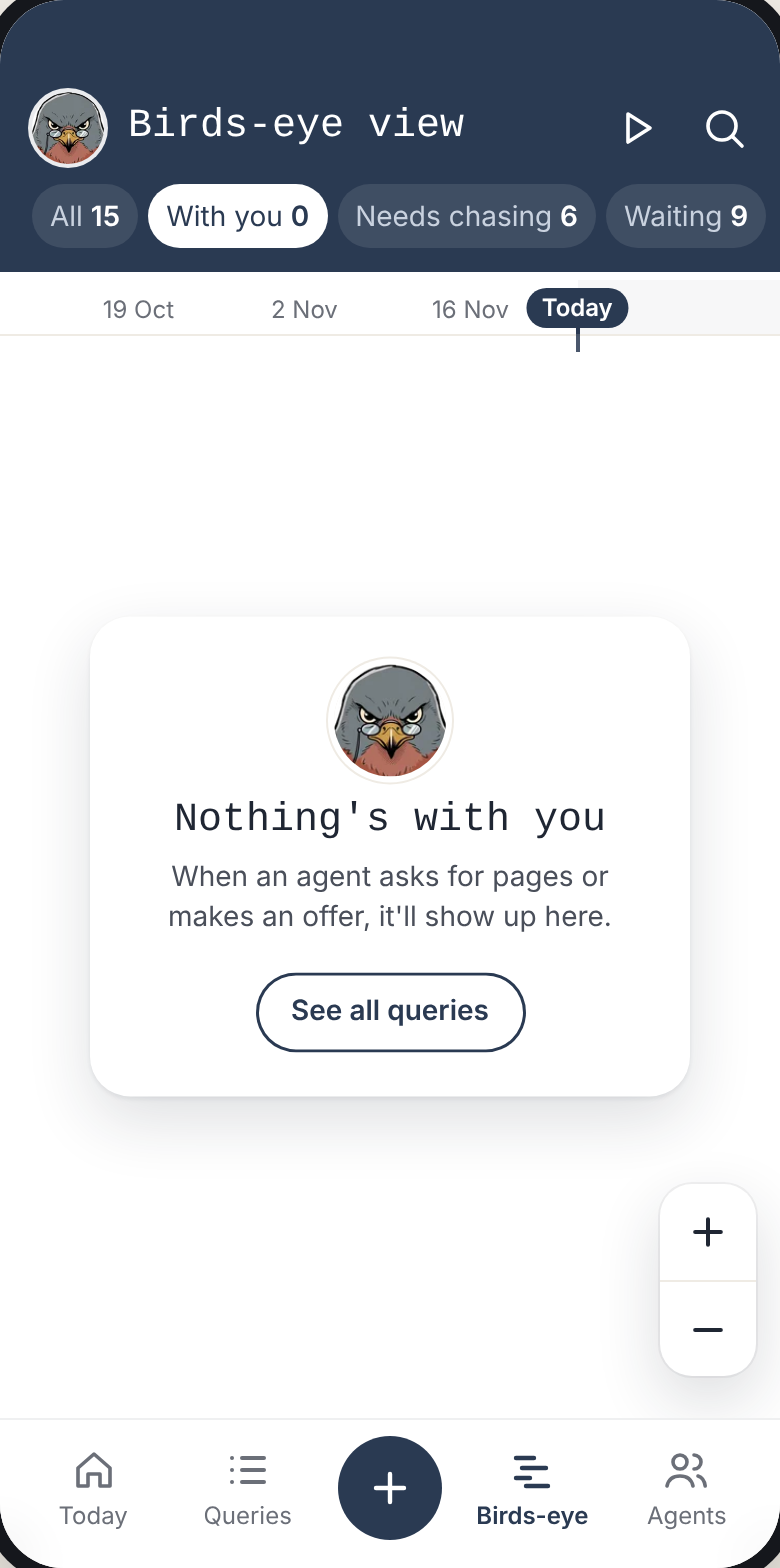 Birds-eye view
All 15
With you 0
Needs chasing 6
Waiting 9
19 Oct
2 Nov
16 Nov
Today
Nothing's with you
When an agent asks for pages or
makes an offer, it'll show up here.
See all queries
Today
Queries
Birds-eye
Agents